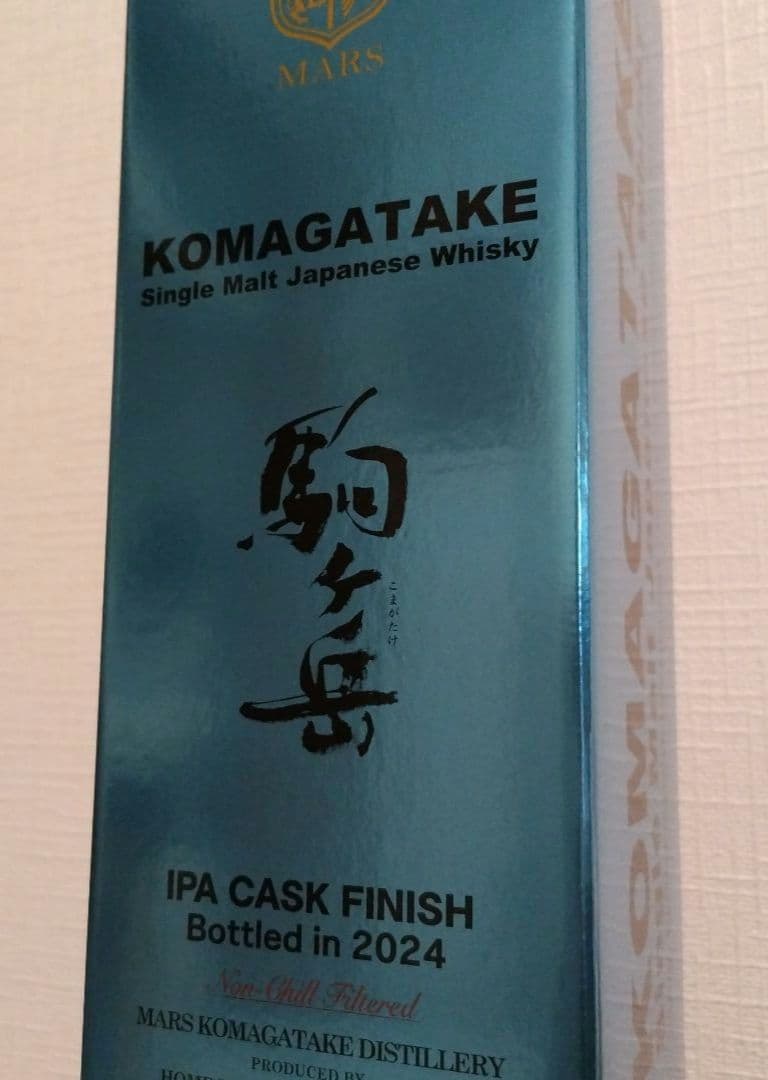 MARS
KOMAGATAKE
Single Malt Japanese Whisky
駒ヶ岳
こまがたけ
IPA CASK FINISH
Bottled in 2024
Non-Chill Filtered
MARS KOMAGATAKE DISTILLERY
PRODUCED BY
KOMAGATAKE